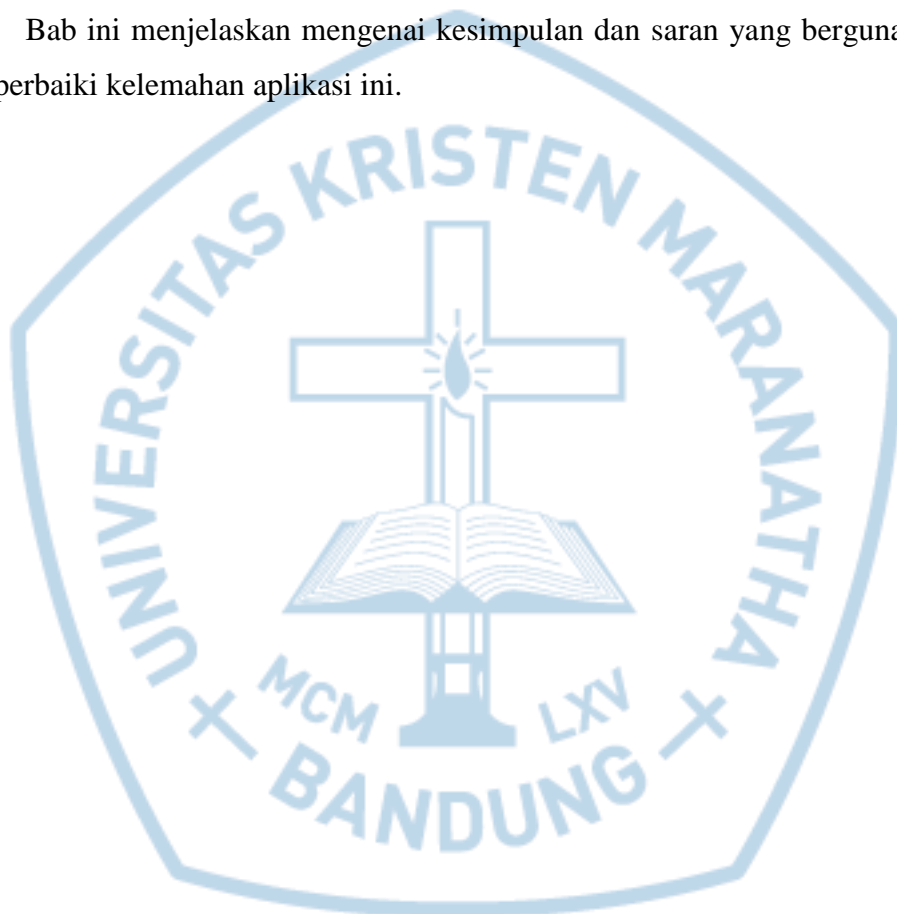 Bab ini menjelaskan mengenai kesimpulan dan saran yang berguna
perbaiki kelemahan aplikasi ini.
UNIVERSITAS KRISTEN MARANATHA
MCM LXV
BANDUNG